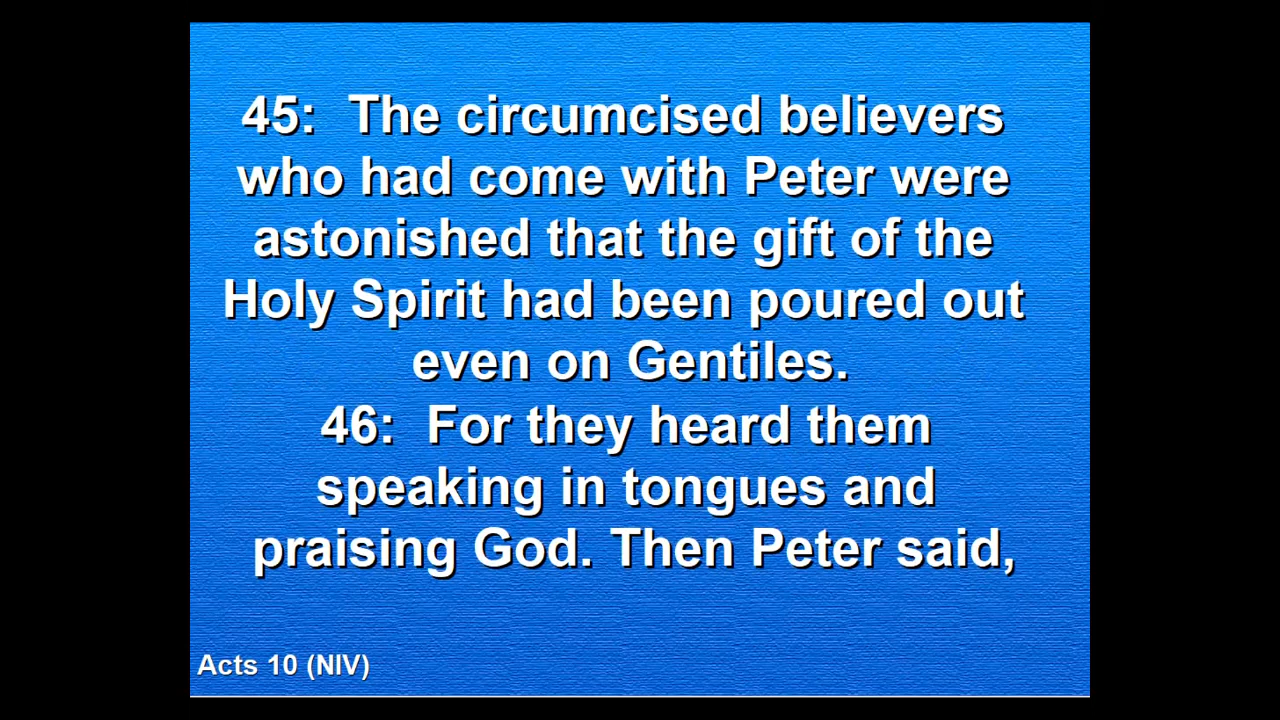 45:  The circumcised believers
who had come with Peter were
astonished that the gift of the
Holy Spirit had been poured out
even on Gentiles.
46:  For they heard them
speaking in tongues and
praising God. Then Peter said,
Acts 10 (NIV)